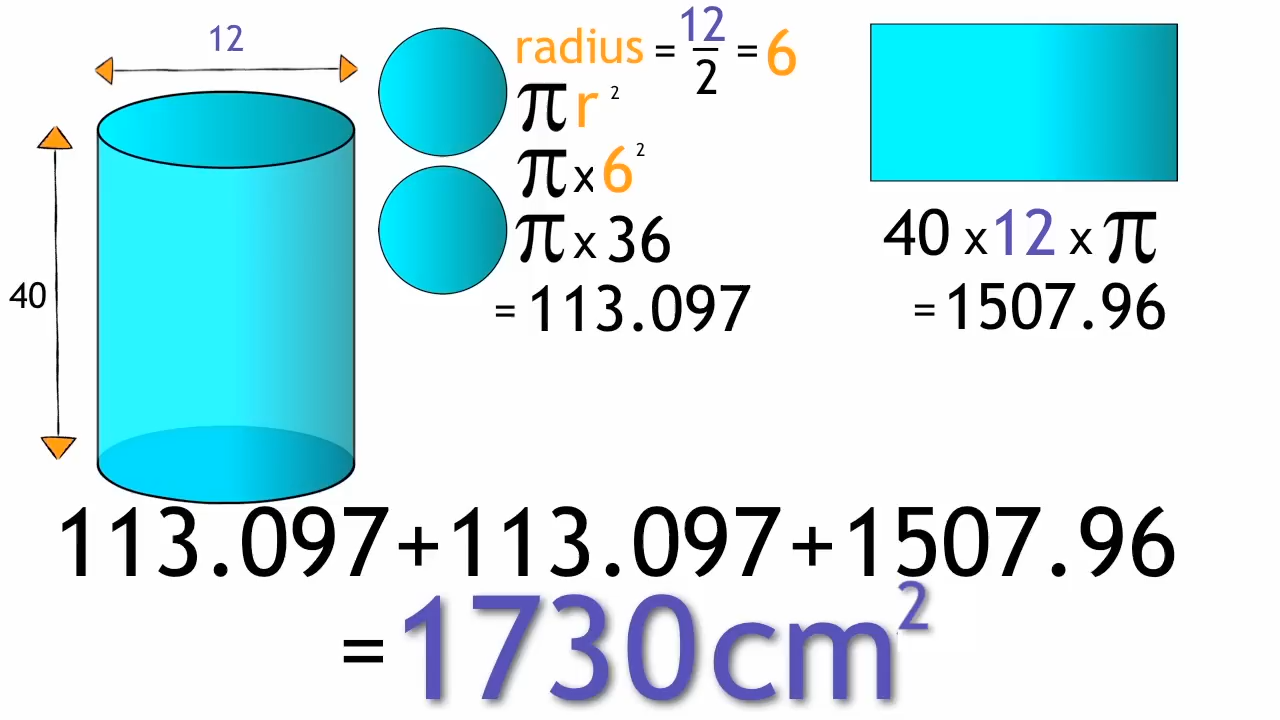 12
40
radius = 12/2 = 6
πr²
π x 6²
π x 36
= 113.097
40 x 12 x π
= 1507.96
113.097+113.097+1507.96
= 1730cm²